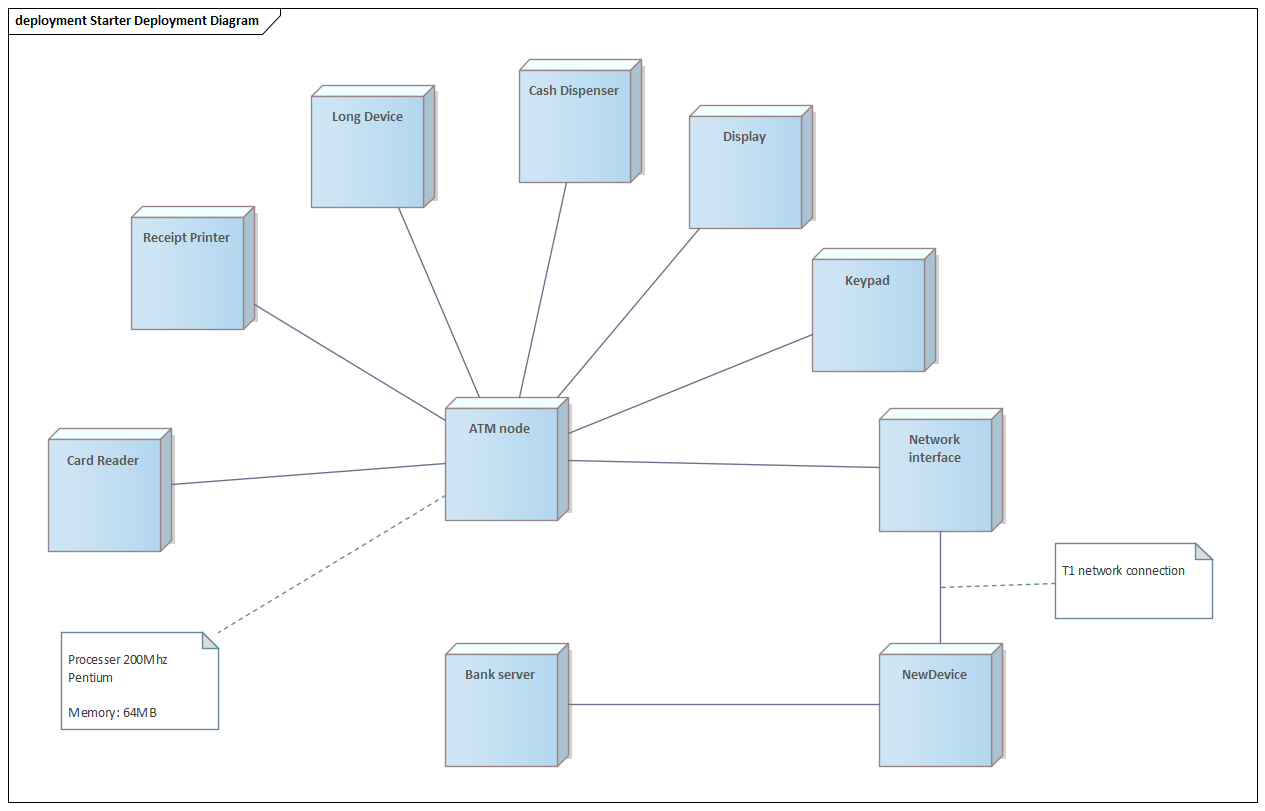 deployment Starter Deployment Diagram
Cash Dispenser
Long Device
Display
Receipt Printer
Keypad
ATM node
Network
interface
Card Reader
T1 network connection
Processer 200Mhz
Pentium
Memory: 64MB
Bank server
NewDevice